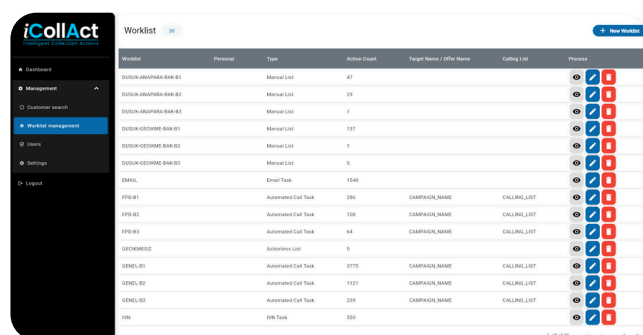 iCollAct
Intelligent Collection Actions
Dashboard
Management
Customer search
Worklist management
Users
Settings
Logout
Worklist 38
+ New Worklist
Worklist Personal Type Action Count Target Name / Offer Name Calling List Process
DUSUK-ANAPARA-BAK-B1 Manual List 47
DUSUK-ANAPARA-BAK-B2 Manual List 29
DUSUK-ANAPARA-BAK-B3 Manual List 1
DUSUK-GECIKME-BAK-B1 Manual List 137
DUSUK-GECIKME-BAK-B2 Manual List 1
DUSUK-GECIKME-BAK-B3 Manual List 0
EMAIL Email Task 1048
FPD-B1 Automated Call Task 286 CAMPAIGN_NAME CALLING_LIST
FPD-B2 Automated Call Task 109 CAMPAIGN_NAME CALLING_LIST
FPD-B3 Automated Call Task 64 CAMPAIGN_NAME CALLING_LIST
GECIKMESIZ Actionless List 0
GENEL-B1 Automated Call Task 3775 CAMPAIGN_NAME CALLING_LIST
GENEL-B2 Automated Call Task 1121 CAMPAIGN_NAME CALLING_LIST
GENEL-B3 Automated Call Task 239 CAMPAIGN_NAME CALLING_LIST
IVN IVN Task 550